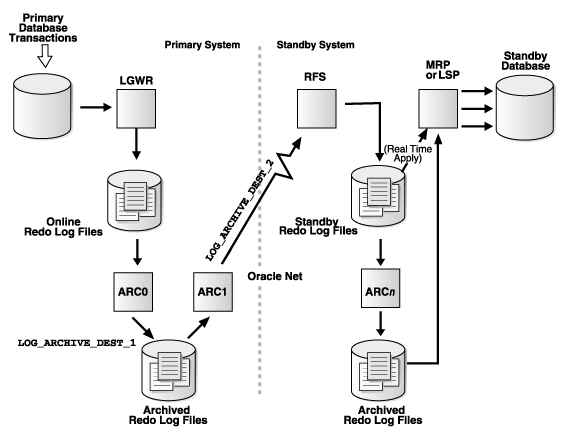 Primary
Database
Transactions
Primary System
Standby System
LGWR
RFS
MRP
or LSP
Standby
Database
(Real Time
Apply)
LOG_ARCHIVE_DEST_2
Online
Redo Log Files
Standby
Redo Log Files
Oracle Net
ARC0
ARC1
ARCn
LOG_ARCHIVE_DEST_1
Archived
Redo Log Files
Archived
Redo Log Files